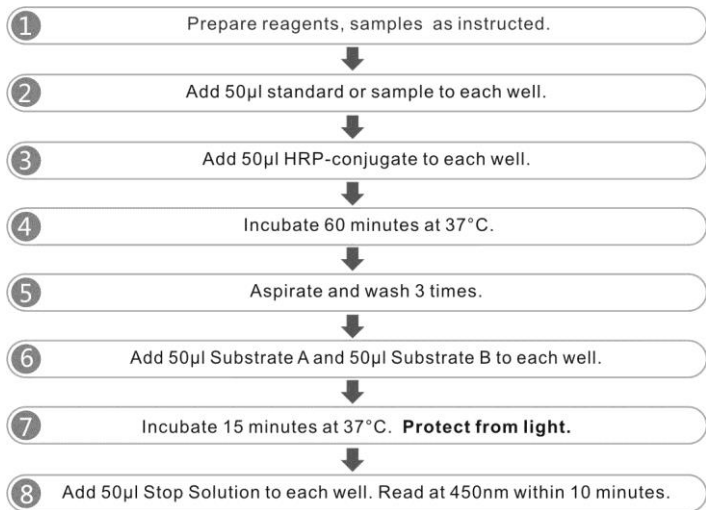 1 Prepare reagents, samples as instructed.
2 Add 50μl standard or sample to each well.
3 Add 50μl HRP-conjugate to each well.
4 Incubate 60 minutes at 37°C.
5 Aspirate and wash 3 times.
6 Add 50μl Substrate A and 50μl Substrate B to each well.
7 Incubate 15 minutes at 37°C. Protect from light.
8 Add 50μl Stop Solution to each well. Read at 450nm within 10 minutes.